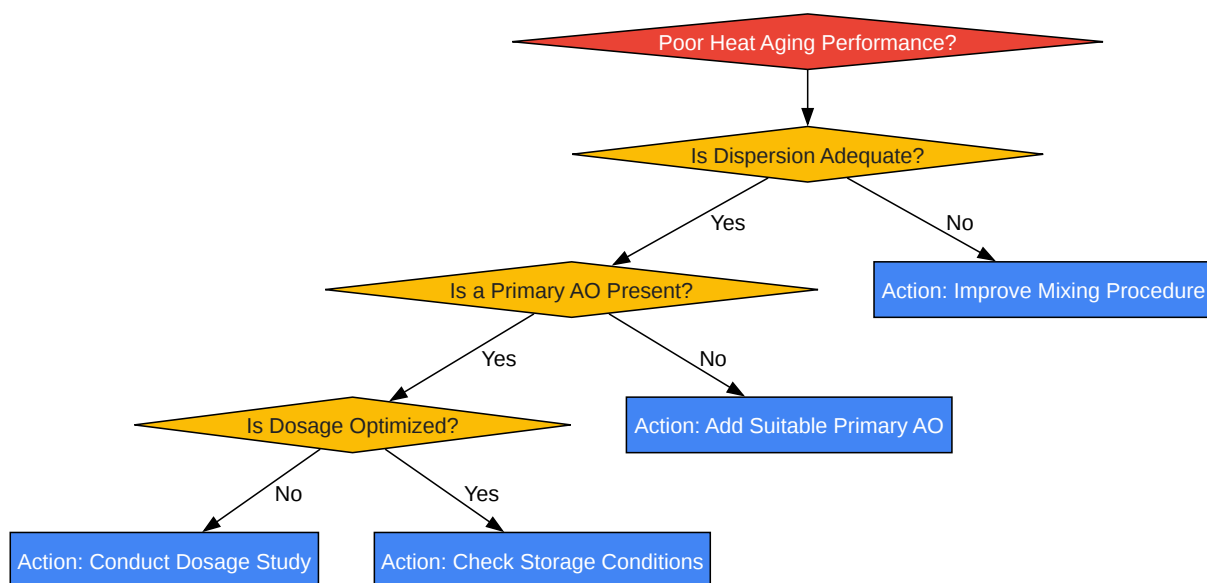 Poor Heat Aging Performance?
Is Dispersion Adequate?
Yes
No
Is a Primary AO Present?
Action: Improve Mixing Procedure
Yes
No
Is Dosage Optimized?
Action: Add Suitable Primary AO
No
Yes
Action: Conduct Dosage Study
Action: Check Storage Conditions